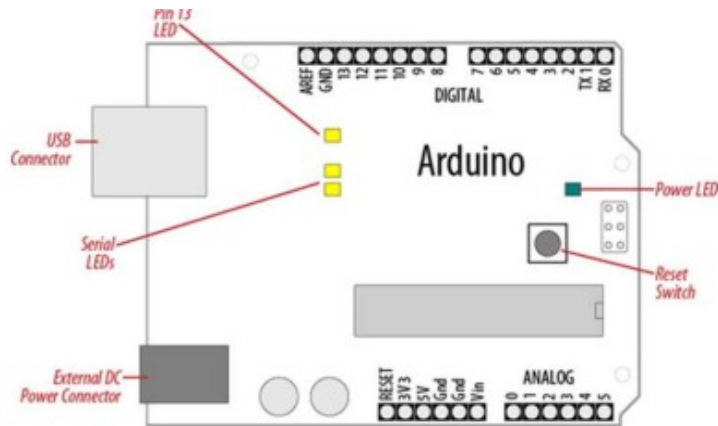 Pin 13
LED
AREF
GND
13
12
11
10
9
8
7
6
5
4
3
2
TX 1
RX 0
DIGITAL
USB
Connector
Arduino
Power LED
Serial
LEDs
Reset
Switch
External DC
Power Connector
RESET
3V3
5V
Gnd
Gnd
Vin
ANALOG
0
1
2
3
4
5